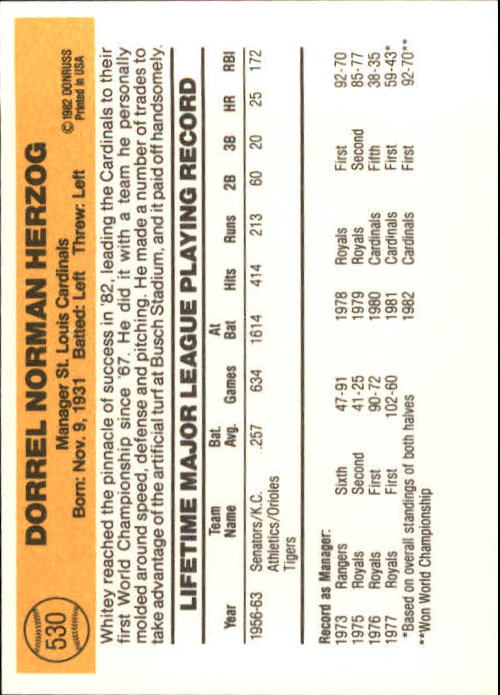 530
DORREL NORMAN HERZOG
Manager St. Louis Cardinals
Born: Nov. 9, 1931 Batted: Left Threw: Left
©1982 DONRUSS
Printed in USA
Whitey reached the pinnacle of success in '82, leading the Cardinals to their
first World Championship since '67. He did it with a team he personally
molded around speed, defense and pitching. He made a number of trades to
take advantage of the artificial turf at Busch Stadium, and it paid off handsomely.
LIFETIME MAJOR LEAGUE PLAYING RECORD
Team Bat. At
Year Name Avg. Games Bat Hits Runs 2B 3B HR RBI
1956-63 Senators/K.C. .257 634 1614 414 213 60 20 25 172
Athletics/Orioles
Tigers
Record as Manager:
1973 Rangers Sixth 47-91 1978 Royals First 92-70
1975 Royals Second 41-25 1979 Royals Second 85-77
1976 Royals First 90-72 1980 Cardinals Fifth 38-35
1977 Royals First 102-60 1981 Cardinals First 59-43*
*Based on overall standings of both halves 1982 Cardinals First 92-70**
**Won World Championship